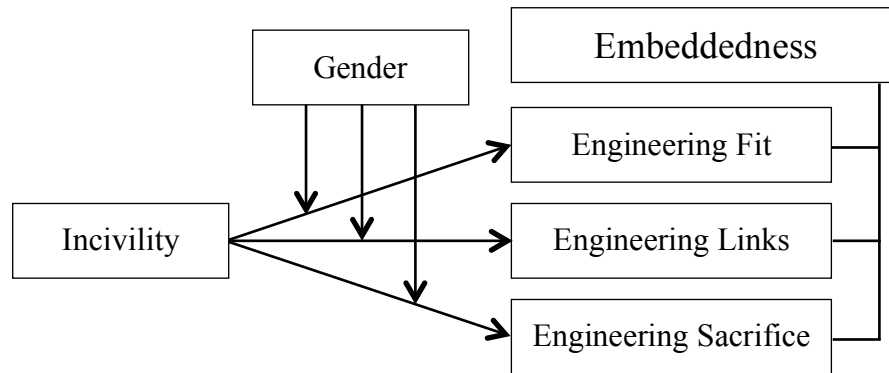 Gender
Embeddedness
Engineering Fit
Incivility
Engineering Links
Engineering Sacrifice